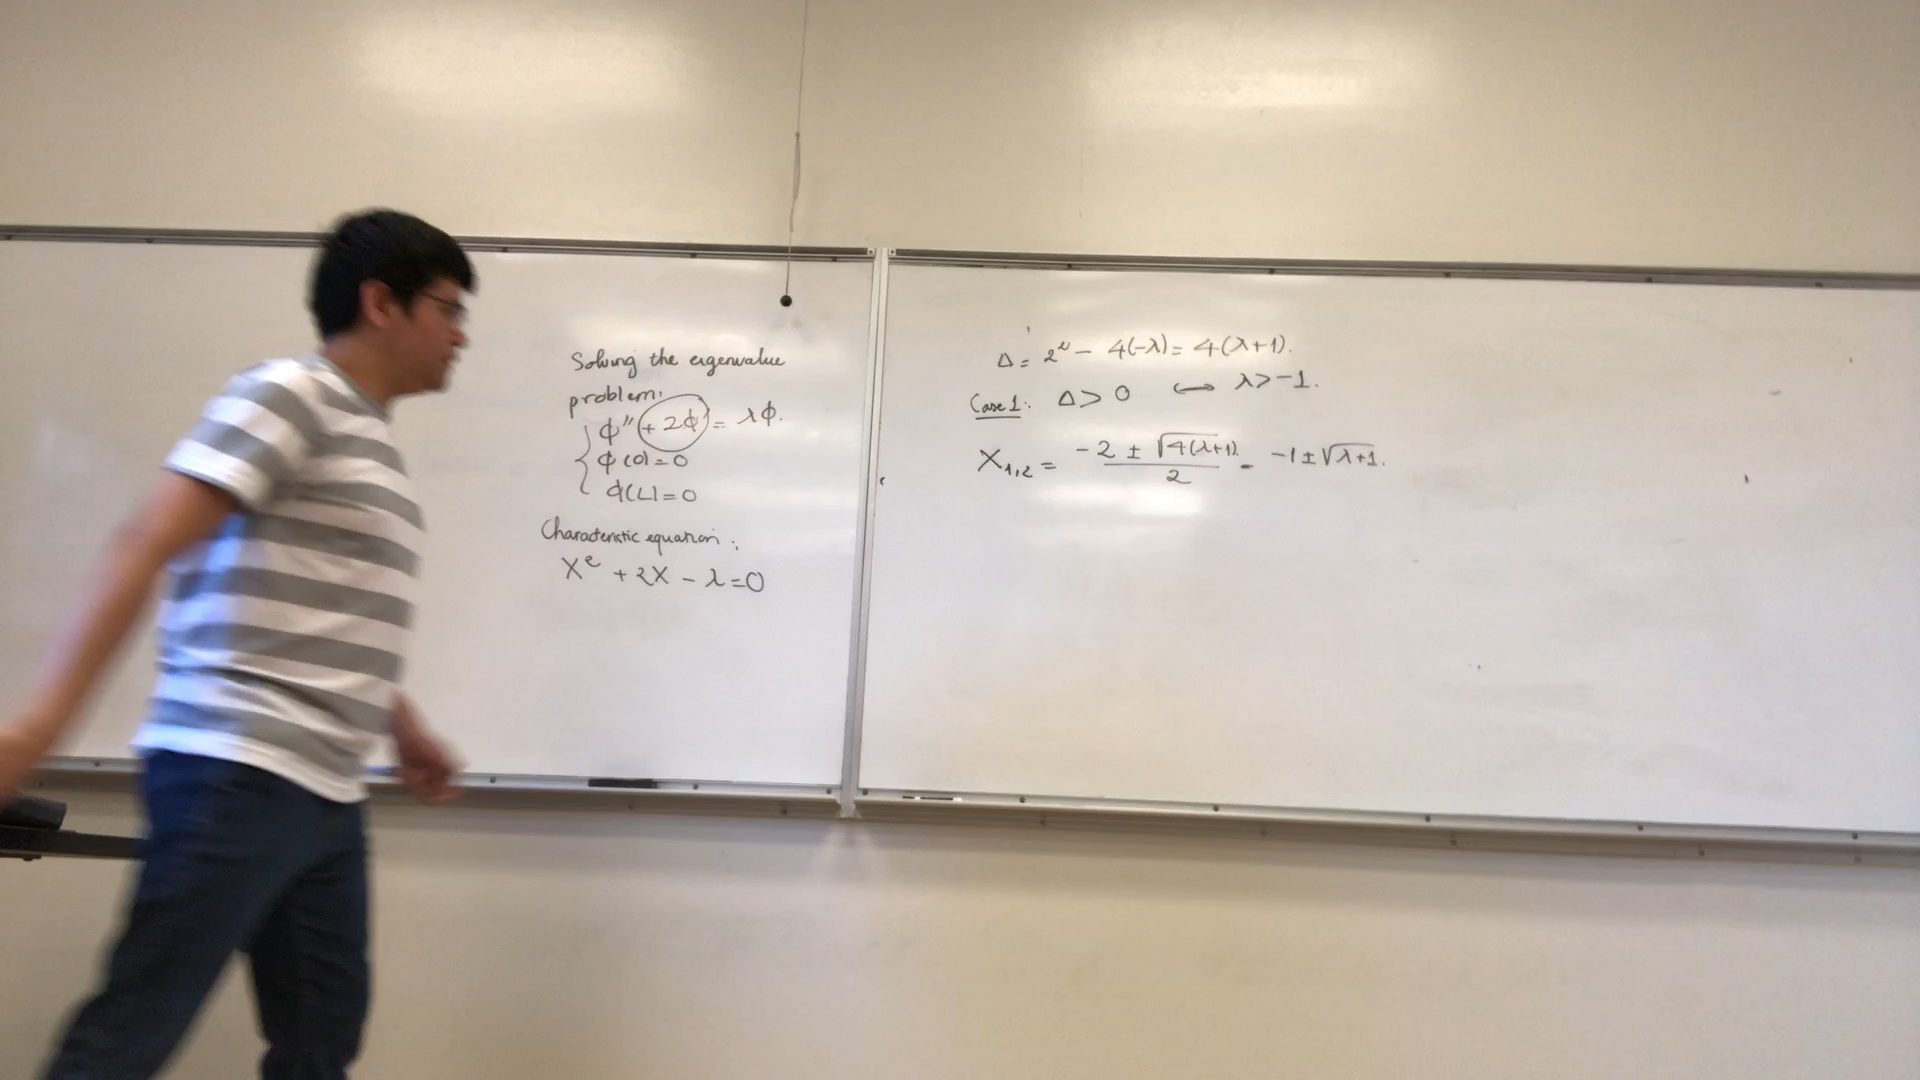 Solving the eigenvalue
problem:
ϕ'' + 2ϕ' = λϕ.
ϕ(0) = 0
ϕ(L) = 0
Characteristic equation:
X² + 2X - λ = 0
Δ = 2² - 4(-λ) = 4(λ+1).
Case 1: Δ > 0 ⟷ λ > -1.
X₁,₂ = (-2 ± √4(λ+1))/2 = -1 ± √λ+1.